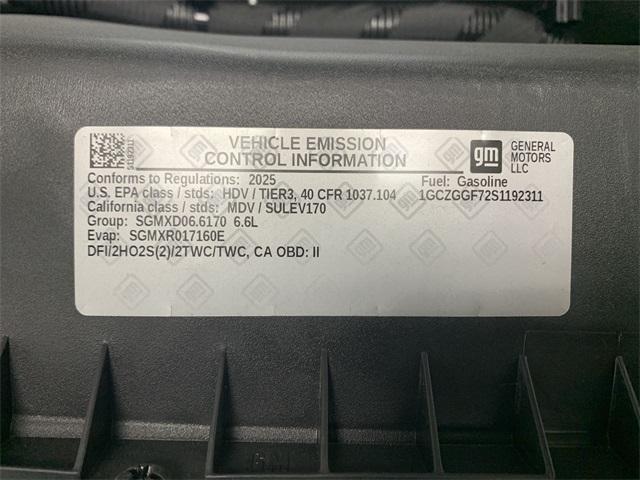 VEHICLE EMISSION
CONTROL INFORMATION
gm
GENERAL
MOTORS
LLC
Conforms to Regulations: 2025
Fuel: Gasoline
U.S. EPA class / stds: HDV / TIER3, 40 CFR 1037.104
1GCZGGF72S1192311
California class / stds: MDV / SULEV170
Group: SGMXD06.6170 6.6L
Evap: SGMXR017160E
DFI/2HO2S(2)/2TWC/TWC, CA OBD: II